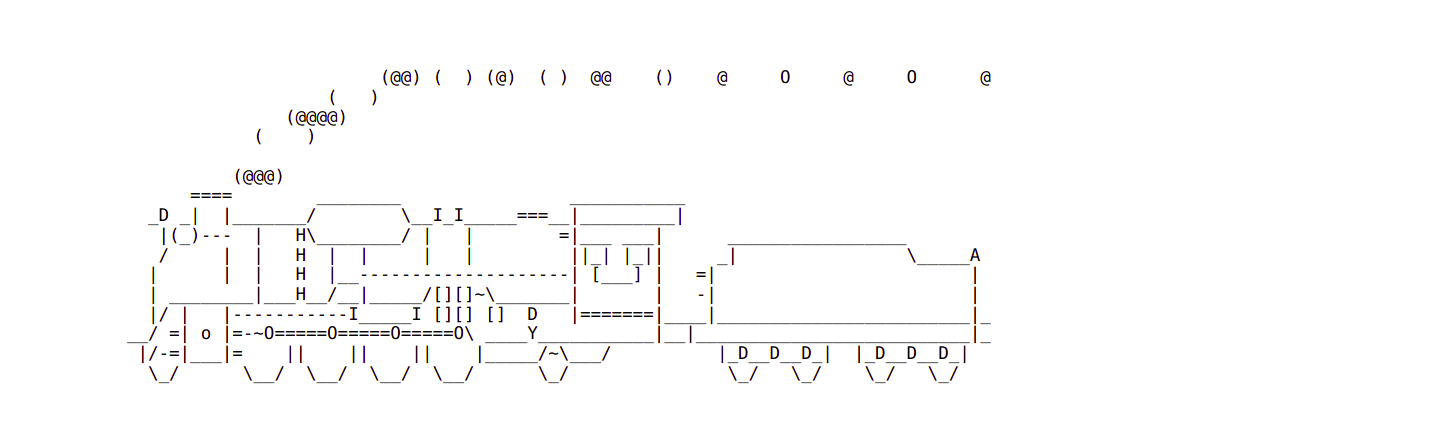 (@@) (  ) (@)  ( )  @@    ()    @     O     @     O      @
                   (   )
               (@@@@)
            (    )

          (@@@)
      ====        ________                ___________
  _D _|  |_______/        \__I_I_____===__|_________|
   |(_)---  |   H\________/ |   |        =|___ ___|      _________________
   /     |  |   H  |  |     |   |         ||_| |_||     _|                \_____A
  |      |  |   H  |__--------------------| [___] |   =|                        |
  | ________|___H__/__|_____/[][]~\_______|       |   -|                        |
  |/ |   |-----------I_____I [][] []  D   |=======|____|________________________|_
__/ =| o |=-~O=====O=====O=====O\ ____Y___________|__|__________________________|_
 |/-=|___|=    ||    ||    ||    |_____/~\___/          |_D__D__D_|  |_D__D__D_|
  \_/      \__/  \__/  \__/  \__/      \_/               \_/   \_/    \_/   \_/